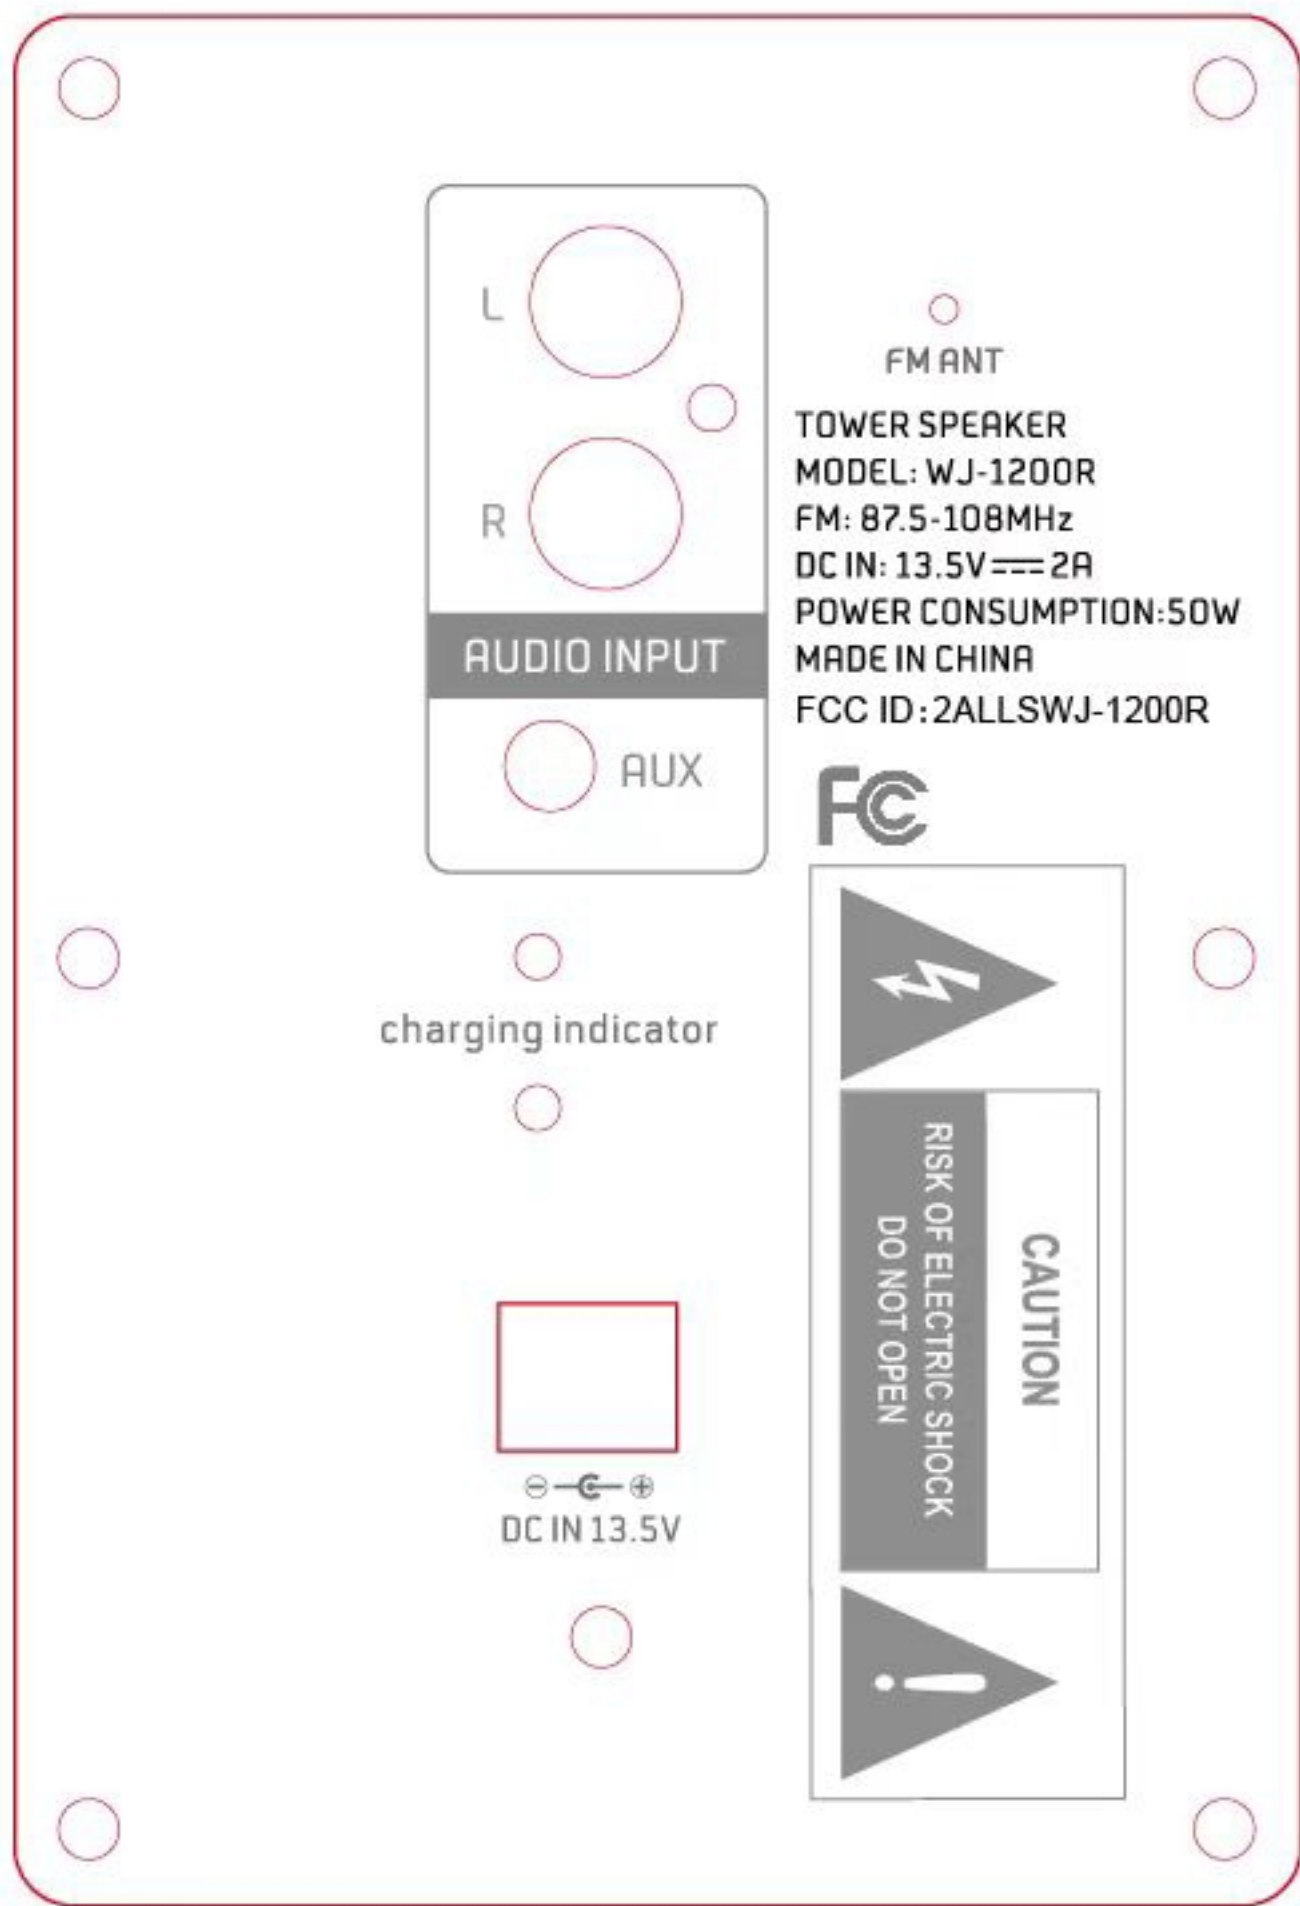 L
FM ANT
R
TOWER SPEAKER
MODEL: WJ-1200R
FM: 87.5-108MHz
DC IN: 13.5V⎓2A
POWER CONSUMPTION:50W
MADE IN CHINA
FCC ID:2ALLSWJ-1200R
AUDIO INPUT
AUX
FC
charging indicator
CAUTION
RISK OF ELECTRIC SHOCK
DO NOT OPEN
DC IN 13.5V